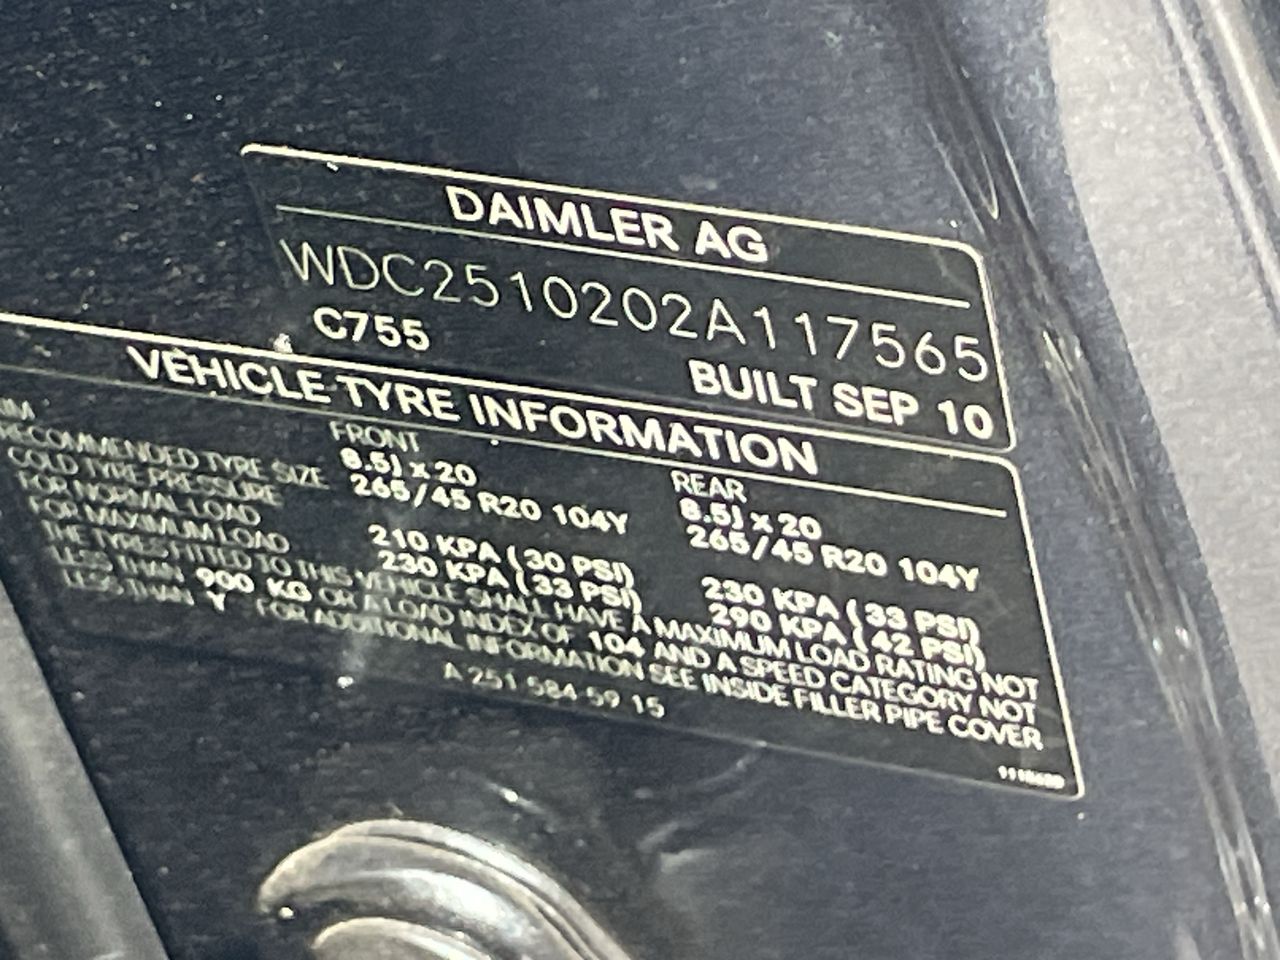 DAIMLER AG
WDC2510202A117565
C755
BUILT SEP 10
VEHICLE TYRE INFORMATION
FRONT REAR
RIM 8.5J x 20 8.5J x 20
RECOMMENDED TYRE SIZE 265/45 R20 104Y 265/45 R20 104Y
COLD TYRE PRESSURE
FOR NORMAL LOAD 210 KPA (30 PSI) 230 KPA (33 PSI)
FOR MAXIMUM LOAD 230 KPA (33 PSI) 290 KPA (42 PSI)
THE TYRES FITTED TO THIS VEHICLE SHALL HAVE A MAXIMUM LOAD RATING NOT
LESS THAN 900 KG OR A LOAD INDEX OF 104 AND A SPEED CATEGORY NOT
LESS THAN Y FOR ADDITIONAL INFORMATION SEE INSIDE FILLER PIPE COVER
A 251 584 59 15